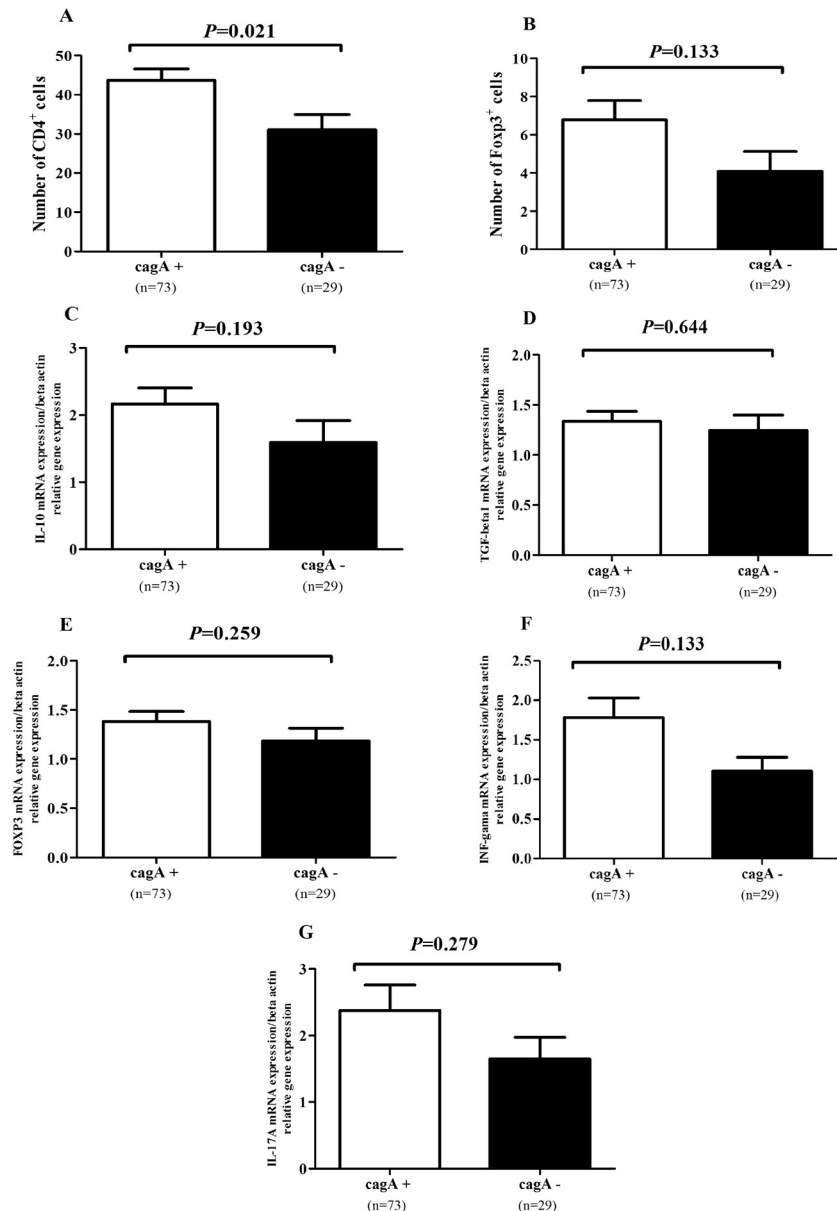 A
P=0.021
Number of CD4+ cells
50
40
30
20
10
0
cagA +
cagA -
(n=73)
(n=29)
B
P=0.133
Number of Foxp3+ cells
10
8
6
4
2
0
cagA +
cagA -
(n=73)
(n=29)
C
P=0.193
IL-10 mRNA expression/beta actin
relative gene expression
3
2
1
0
cagA +
cagA -
(n=73)
(n=29)
D
P=0.644
TGF-beta1 mRNA expression/beta actin
relative gene expression
2.0
1.5
1.0
0.5
0.0
cagA +
cagA -
(n=73)
(n=29)
E
P=0.259
FOXP3 mRNA expression/beta actin
relative gene expression
2.0
1.5
1.0
0.5
0.0
cagA +
cagA -
(n=73)
(n=29)
F
P=0.133
INF-gama mRNA expression/beta actin
relative gene expression
2.5
2.0
1.5
1.0
0.5
0.0
cagA +
cagA -
(n=73)
(n=29)
G
P=0.279
IL-17A mRNA expression/beta actin
relative gene expression
3
2
1
0
cagA +
cagA -
(n=73)
(n=29)